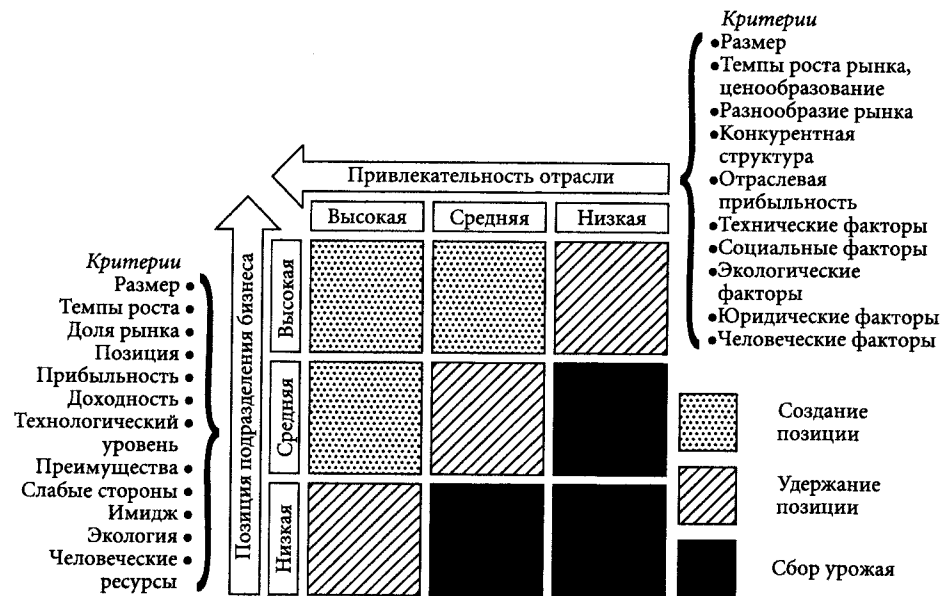 Критерии
●Размер
●Темпы роста рынка,
ценообразование
●Разнообразие рынка
●Конкурентная
структура
●Отраслевая
прибыльность
●Технические факторы
●Социальные факторы
●Экологические
факторы
●Юридические факторы
●Человеческие факторы
Привлекательность отрасли
Высокая
Средняя
Низкая
Критерии
Размер ●
Темпы роста ●
Доля рынка ●
Позиция ●
Прибыльность ●
Доходность ●
Технологический ●
уровень
Преимущества ●
Слабые стороны ●
Имидж ●
Экология ●
Человеческие ●
ресурсы
Позиция подразделения бизнеса
Высокая
Средняя
Низкая
Создание
позиции
Удержание
позиции
Сбор урожая